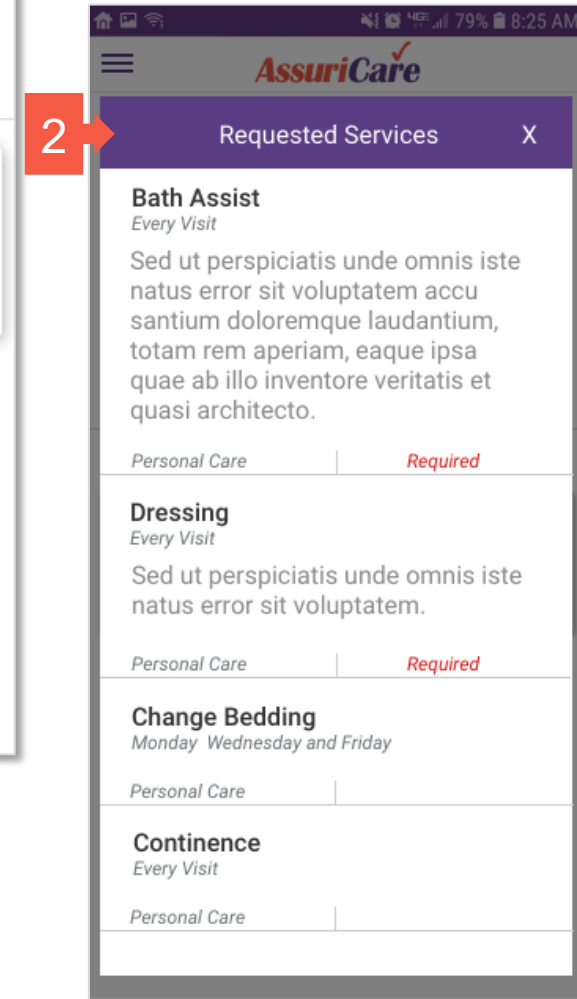 79% 8:25 AM
AssuriCare
2
Requested Services X
Bath Assist
Every Visit
Sed ut perspiciatis unde omnis iste
natus error sit voluptatem accu
santium doloremque laudantium,
totam rem aperiam, eaque ipsa
quae ab illo inventore veritatis et
quasi architecto.
Personal Care Required
Dressing
Every Visit
Sed ut perspiciatis unde omnis iste
natus error sit voluptatem.
Personal Care Required
Change Bedding
Monday Wednesday and Friday
Personal Care
Continence
Every Visit
Personal Care